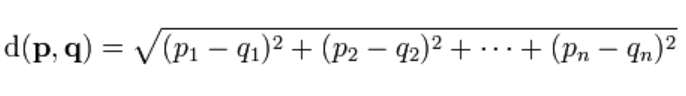 d(p, q) = √(p₁ − q₁)² + (p₂ − q₂)² + ⋯ + (pₙ − qₙ)²